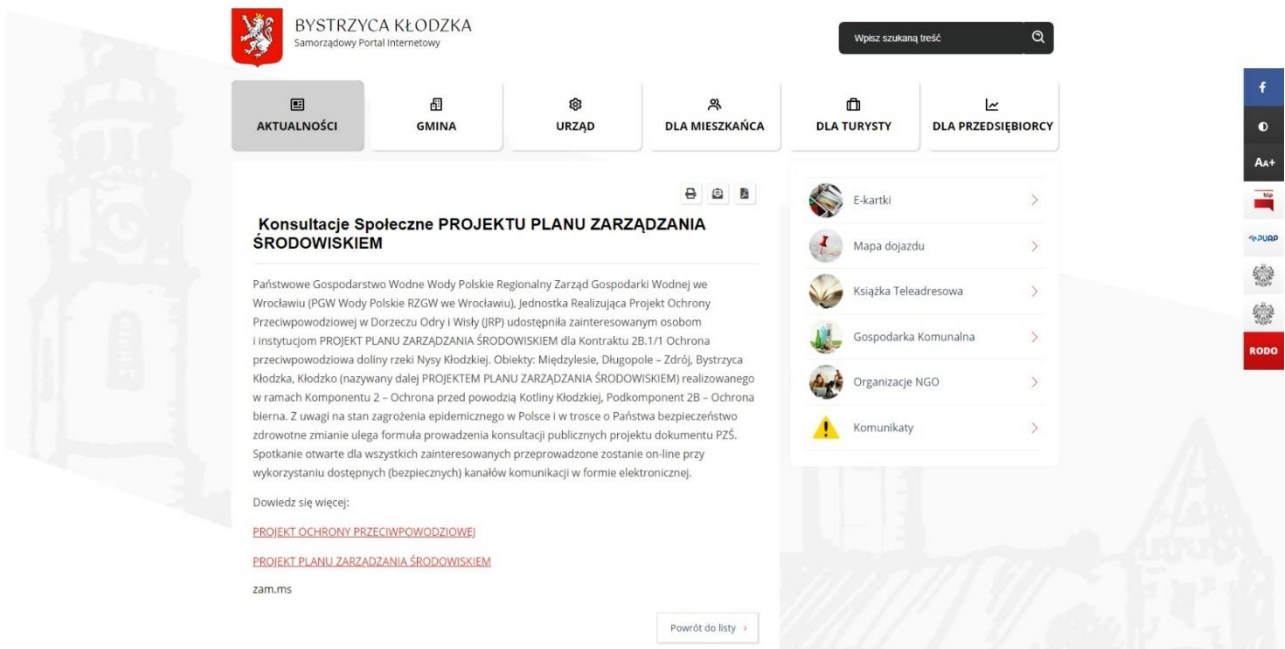 BYSTRZYCA KŁODZKA
Samorządowy Portal Internetowy
Wpisz szukaną treść
AKTUALNOŚCI
GMINA
URZĄD
DLA MIESZKAŃCA
DLA TURYSTY
DLA PRZEDSIĘBIORCY
Konsultacje Społeczne PROJEKTU PLANU ZARZĄDZANIA
ŚRODOWISKIEM
Państwowe Gospodarstwo Wodne Wody Polskie Regionalny Zarząd Gospodarki Wodnej we
Wrocławiu (PGW Wody Polskie RZGW we Wrocławiu), Jednostka Realizująca Projekt Ochrony
Przeciwpowodziowej w Dorzeczu Odry i Wisły (JRP) udostępniła zainteresowanym osobom
i instytucjom PROJEKT PLANU ZARZĄDZANIA ŚRODOWISKIEM dla Kontraktu 2B.1/1 Ochrona
przeciwpowodziowa doliny rzeki Nysy Kłodzkiej. Obiekty: Międzylesie, Długopole – Zdrój, Bystrzyca
Kłodzka, Kłodzko (nazywany dalej PROJEKTEM PLANU ZARZĄDZANIA ŚRODOWISKIEM) realizowanego
w ramach Komponentu 2 – Ochrona przed powodzią Kotliny Kłodzkiej, Podkomponent 2B – Ochrona
bierna. Z uwagi na stan zagrożenia epidemicznego w Polsce i w trosce o Państwa bezpieczeństwo
zdrowotne zmianie ulega formuła prowadzenia konsultacji publicznych projektu dokumentu PZŚ.
Spotkanie otwarte dla wszystkich zainteresowanych przeprowadzone zostanie on-line przy
wykorzystaniu dostępnych (bezpiecznych) kanałów komunikacji w formie elektronicznej.
Dowiedz się więcej:
PROJEKT OCHRONY PRZECIWPOWODZIOWEJ
PROJEKT PLANU ZARZĄDZANIA ŚRODOWISKIEM
zam.ms
Powrót do listy
E-kartki
Mapa dojazdu
Książka Teleadresowa
Gospodarka Komunalna
Organizacje NGO
Komunikaty
f
AA+
bip
ePUAP
RODO